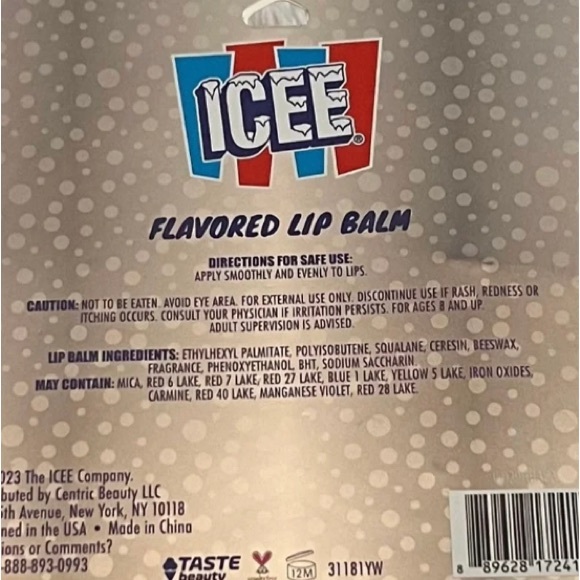 ICEE®
FLAVORED LIP BALM
DIRECTIONS FOR SAFE USE:
APPLY SMOOTHLY AND EVENLY TO LIPS.
CAUTION: NOT TO BE EATEN. AVOID EYE AREA. FOR EXTERNAL USE ONLY. DISCONTINUE USE IF RASH, REDNESS OR
ITCHING OCCURS. CONSULT YOUR PHYSICIAN IF IRRITATION PERSISTS. FOR AGES 8 AND UP.
ADULT SUPERVISION IS ADVISED.
LIP BALM INGREDIENTS: ETHYLHEXYL PALMITATE, POLYISOBUTENE, SQUALANE, CERESIN, BEESWAX,
FRAGRANCE, PHENOXYETHANOL, BHT, SODIUM SACCHARIN.
MAY CONTAIN: MICA, RED 6 LAKE, RED 7 LAKE, RED 27 LAKE, BLUE 1 LAKE, YELLOW 5 LAKE, IRON OXIDES,
CARMINE, RED 40 LAKE, MANGANESE VIOLET, RED 28 LAKE.
023 The ICEE Company.
buted by Centric Beauty LLC
th Avenue, New York, NY 10118
ned in the USA • Made in China
ions or Comments?
-888-893-0993
TASTE
beauty
12M
31181YW
8 89628 17241